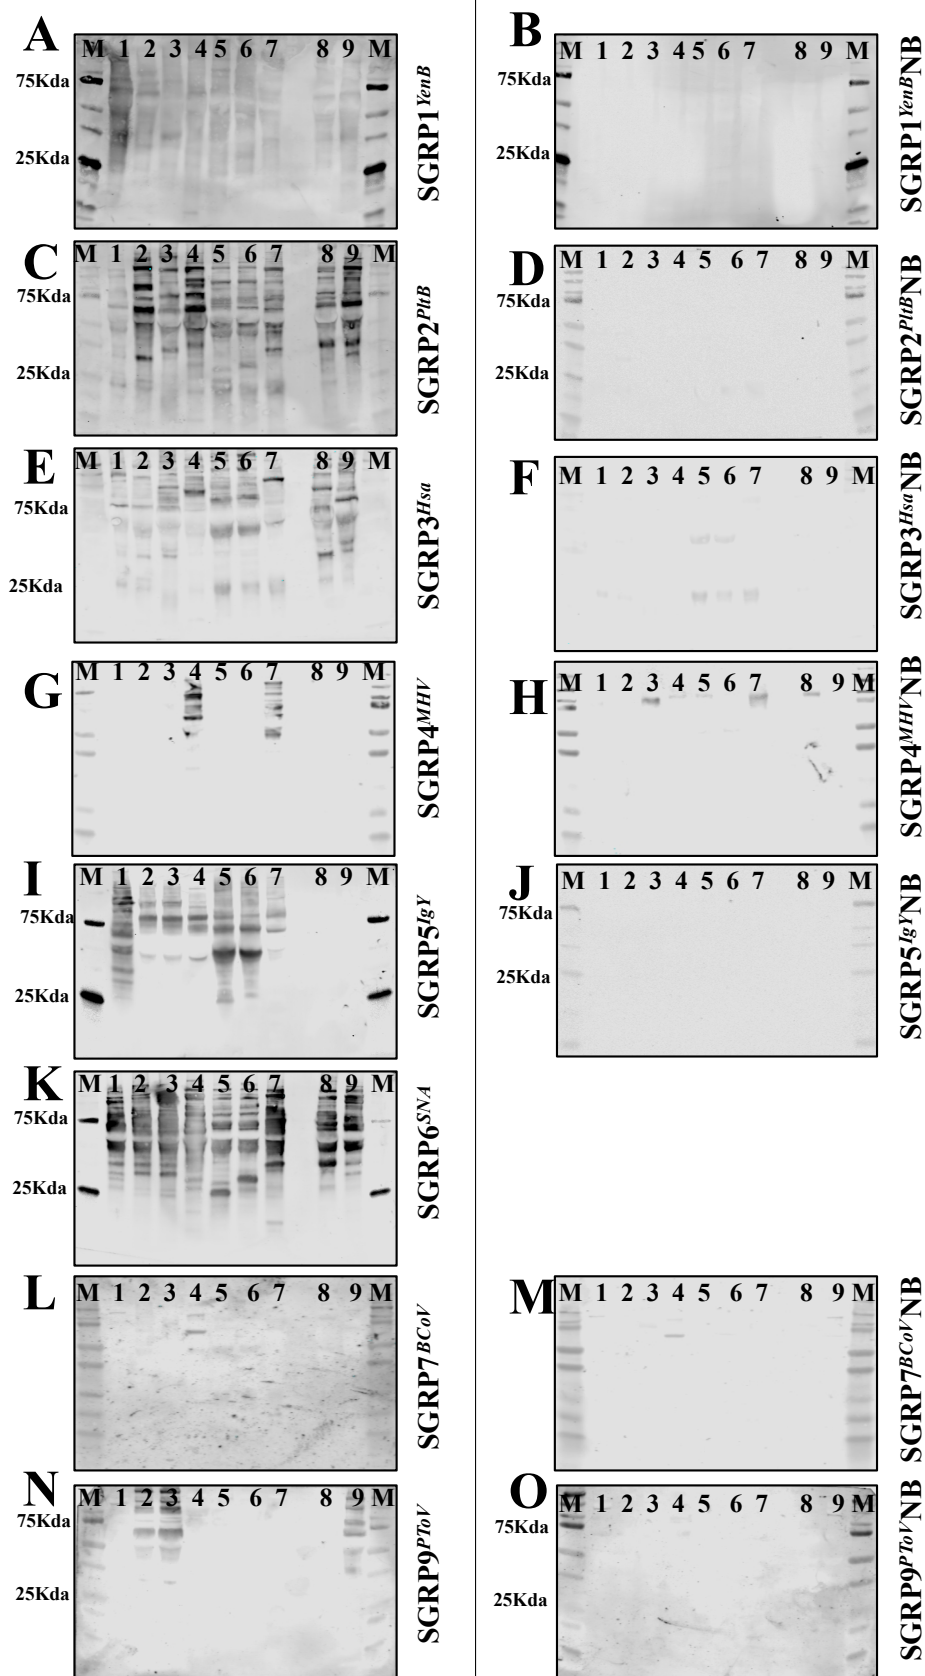 A
M 1 2 3 4 5 6 7 8 9 M
75Kda
25Kda
SGRP1YenB
B
M 1 2 3 4 5 6 7 8 9 M
75Kda
25Kda
SGRP1YenBNB
C
M 1 2 3 4 5 6 7 8 9 M
75Kda
25Kda
SGRP2PltB
D
M 1 2 3 4 5 6 7 8 9 M
75Kda
25Kda
SGRP2PltBNB
E
M 1 2 3 4 5 6 7 8 9 M
75Kda
25Kda
SGRP3Hsa
F
M 1 2 3 4 5 6 7 8 9 M
SGRP3HsaNB
G
M 1 2 3 4 5 6 7 8 9 M
SGRP4MHV
H
M 1 2 3 4 5 6 7 8 9 M
SGRP4MHVNB
I
M 1 2 3 4 5 6 7 8 9 M
75Kda
25Kda
SGRP5IgY
J
M 1 2 3 4 5 6 7 8 9 M
75Kda
25Kda
SGRP5IgYNB
K
M 1 2 3 4 5 6 7 8 9 M
75Kda
25Kda
SGRP6SNA
L
M 1 2 3 4 5 6 7 8 9 M
SGRP7BCoV
M
M 1 2 3 4 5 6 7 8 9 M
SGRP7BCoVNB
N
M 1 2 3 4 5 6 7 8 9 M
75Kda
25Kda
SGRP9PToV
O
M 1 2 3 4 5 6 7 8 9 M
75Kda
25Kda
SGRP9PToVNB